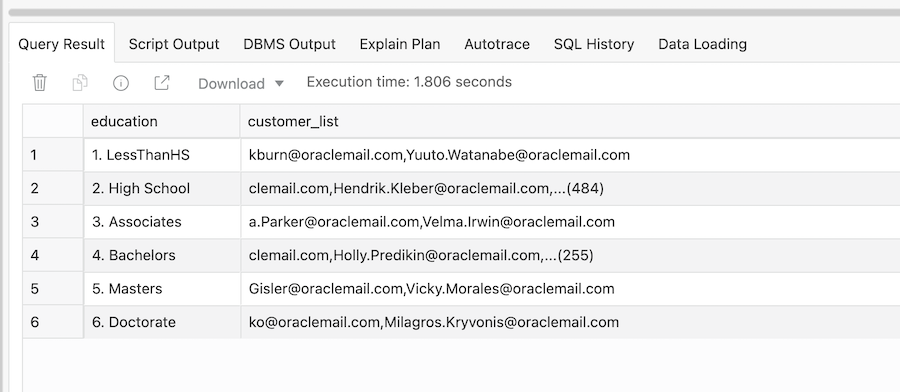 Query Result Script Output DBMS Output Explain Plan Autotrace SQL History Data Loading
Download Execution time: 1.806 seconds
education customer_list
1 1. LessThanHS kburn@oraclemail.com,Yuuto.Watanabe@oraclemail.com
2 2. High School clemail.com,Hendrik.Kleber@oraclemail.com,...(484)
3 3. Associates a.Parker@oraclemail.com,Velma.Irwin@oraclemail.com
4 4. Bachelors clemail.com,Holly.Predikin@oraclemail.com,...(255)
5 5. Masters Gisler@oraclemail.com,Vicky.Morales@oraclemail.com
6 6. Doctorate ko@oraclemail.com,Milagros.Kryvonis@oraclemail.com